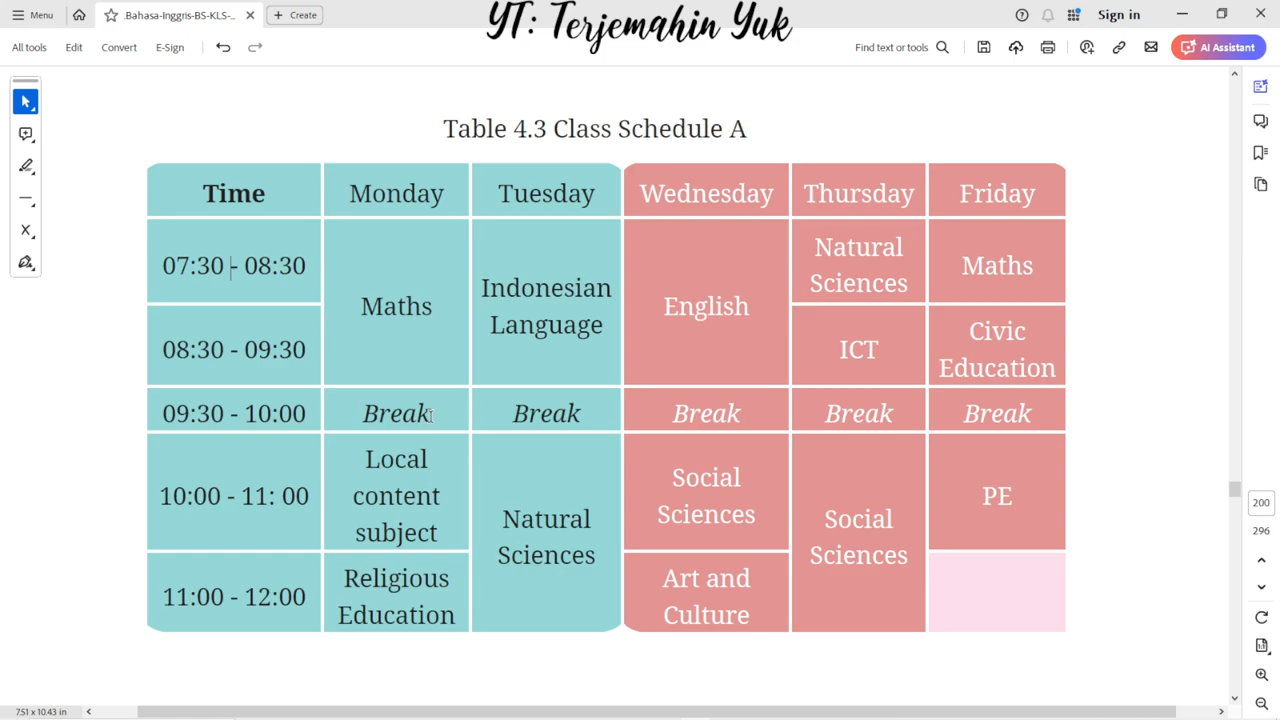 Menu
.Bahasa-Inggris-BS-KLS-...
Create
YT: Terjemahin Yuk
Sign in
All tools
Edit
Convert
E-Sign
Find text or tools
AI Assistant
Table 4.3 Class Schedule A
Time Monday Tuesday Wednesday Thursday Friday
07:30 - 08:30
Maths
Indonesian
Language
English
Natural
Sciences
Maths
08:30 - 09:30
ICT
Civic
Education
09:30 - 10:00 Break Break Break Break Break
10:00 - 11: 00
Local
content
subject
Natural
Sciences
Social
Sciences
Social
Sciences
PE
11:00 - 12:00
Religious
Education
Art and
Culture
200
296
7.51 x 10.43 in